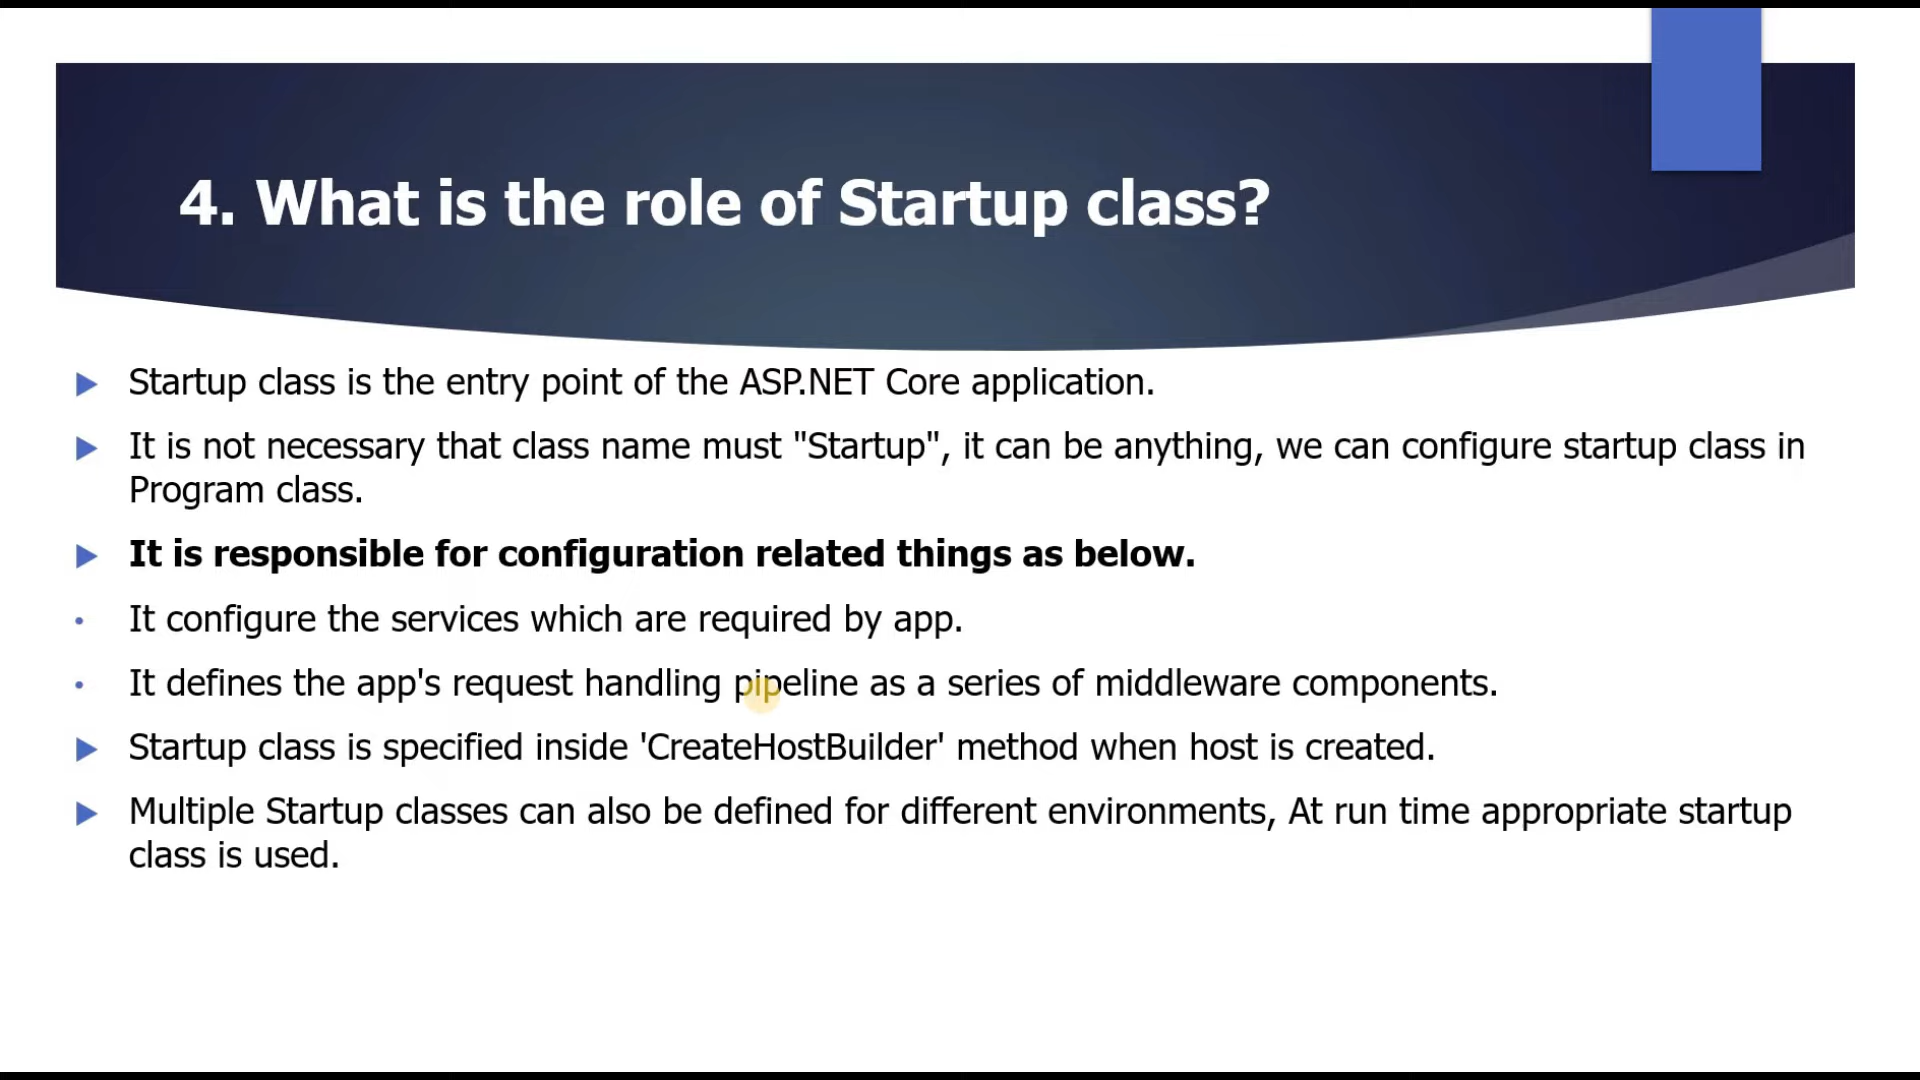 4. What is the role of Startup class?
Startup class is the entry point of the ASP.NET Core application.
It is not necessary that class name must "Startup", it can be anything, we can configure startup class in
Program class.
It is responsible for configuration related things as below.
It configure the services which are required by app.
It defines the app's request handling pipeline as a series of middleware components.
Startup class is specified inside 'CreateHostBuilder' method when host is created.
Multiple Startup classes can also be defined for different environments, At run time appropriate startup
class is used.